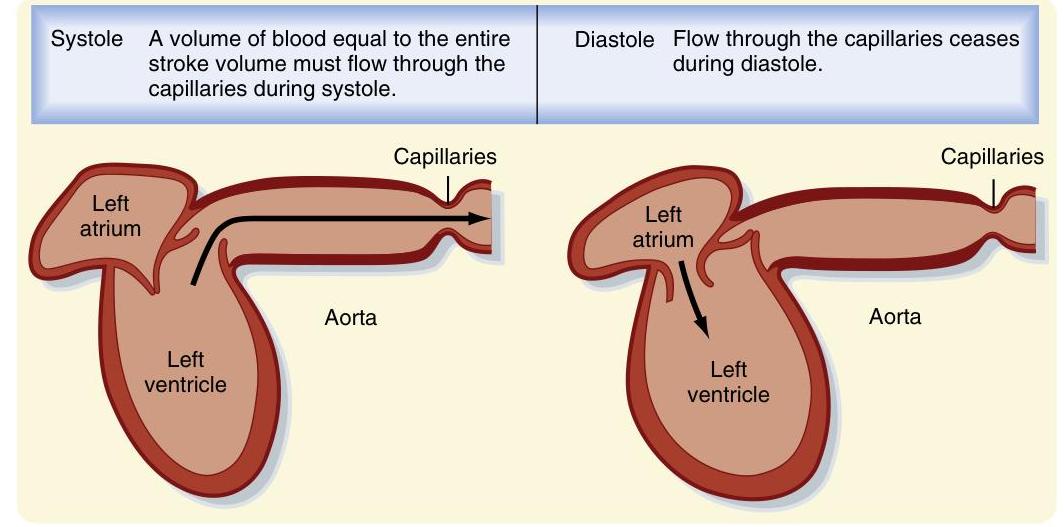 Systole A volume of blood equal to the entire
stroke volume must flow through the
capillaries during systole.
Diastole Flow through the capillaries ceases
during diastole.
Capillaries
Left
atrium
Aorta
Left
ventricle
Capillaries
Left
atrium
Aorta
Left
ventricle